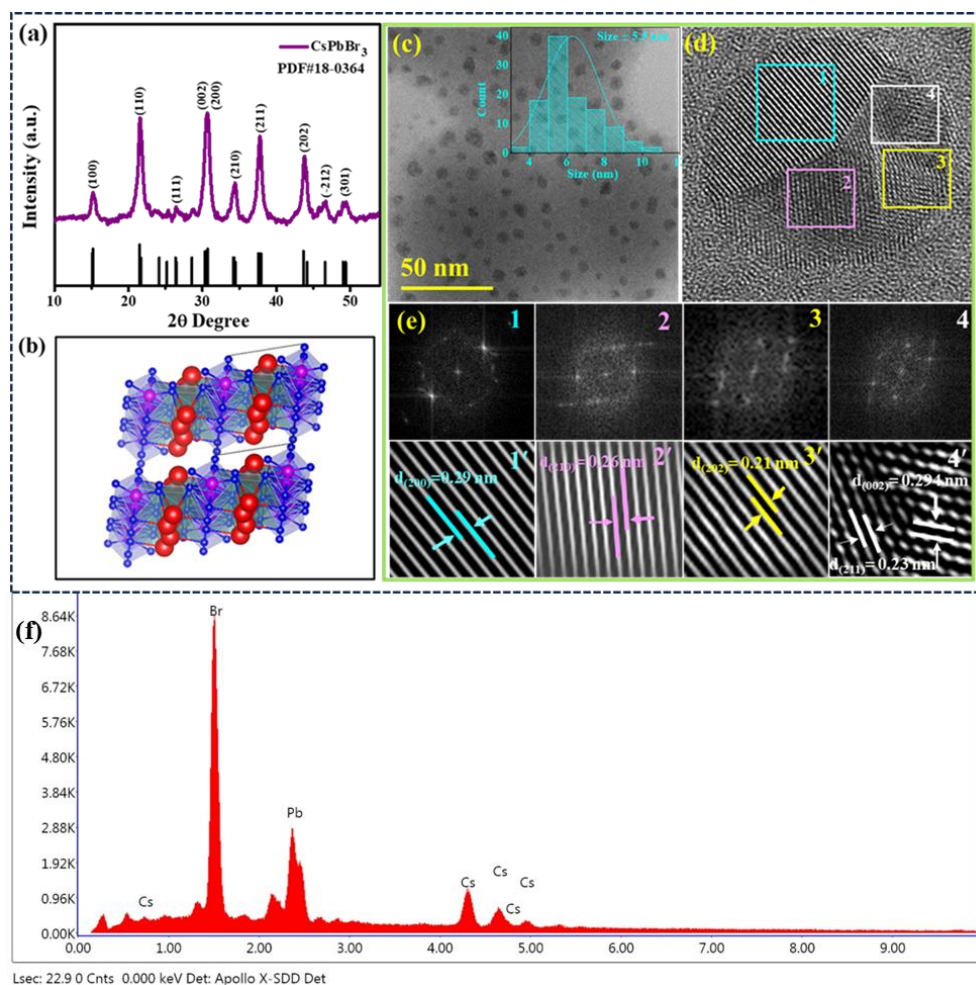 (a)
CsPbBr3
PDF#18-0364
(100)
(110)
(111)
(002)
(200)
(210)
(211)
(202)
(-212)
(301)
Intensity (a.u.)
10 20 30 40 50
2θ Degree
(b)
(c)
Size ± 5.5 nm
40
30
20
10
0
Count
4 6 8 10
Size (nm)
50 nm
(d)
1
4
3
2
(e)
1
2
3
4
1′
d(200)=0.29 nm
2′
d(210)=0.26 nm
3′
d(202)=0.21 nm
4′
d(002)=0.294 nm
d(211)=0.23 nm
(f)
8.64K
7.68K
6.72K
5.76K
4.80K
3.84K
2.88K
1.92K
0.96K
0.00K
Br
Pb
Cs
Cs
Cs
Cs
Cs
0.00 1.00 2.00 3.00 4.00 5.00 6.00 7.00 8.00 9.00
Lsec: 22.9 0 Cnts 0.000 keV Det: Apollo X-SDD Det